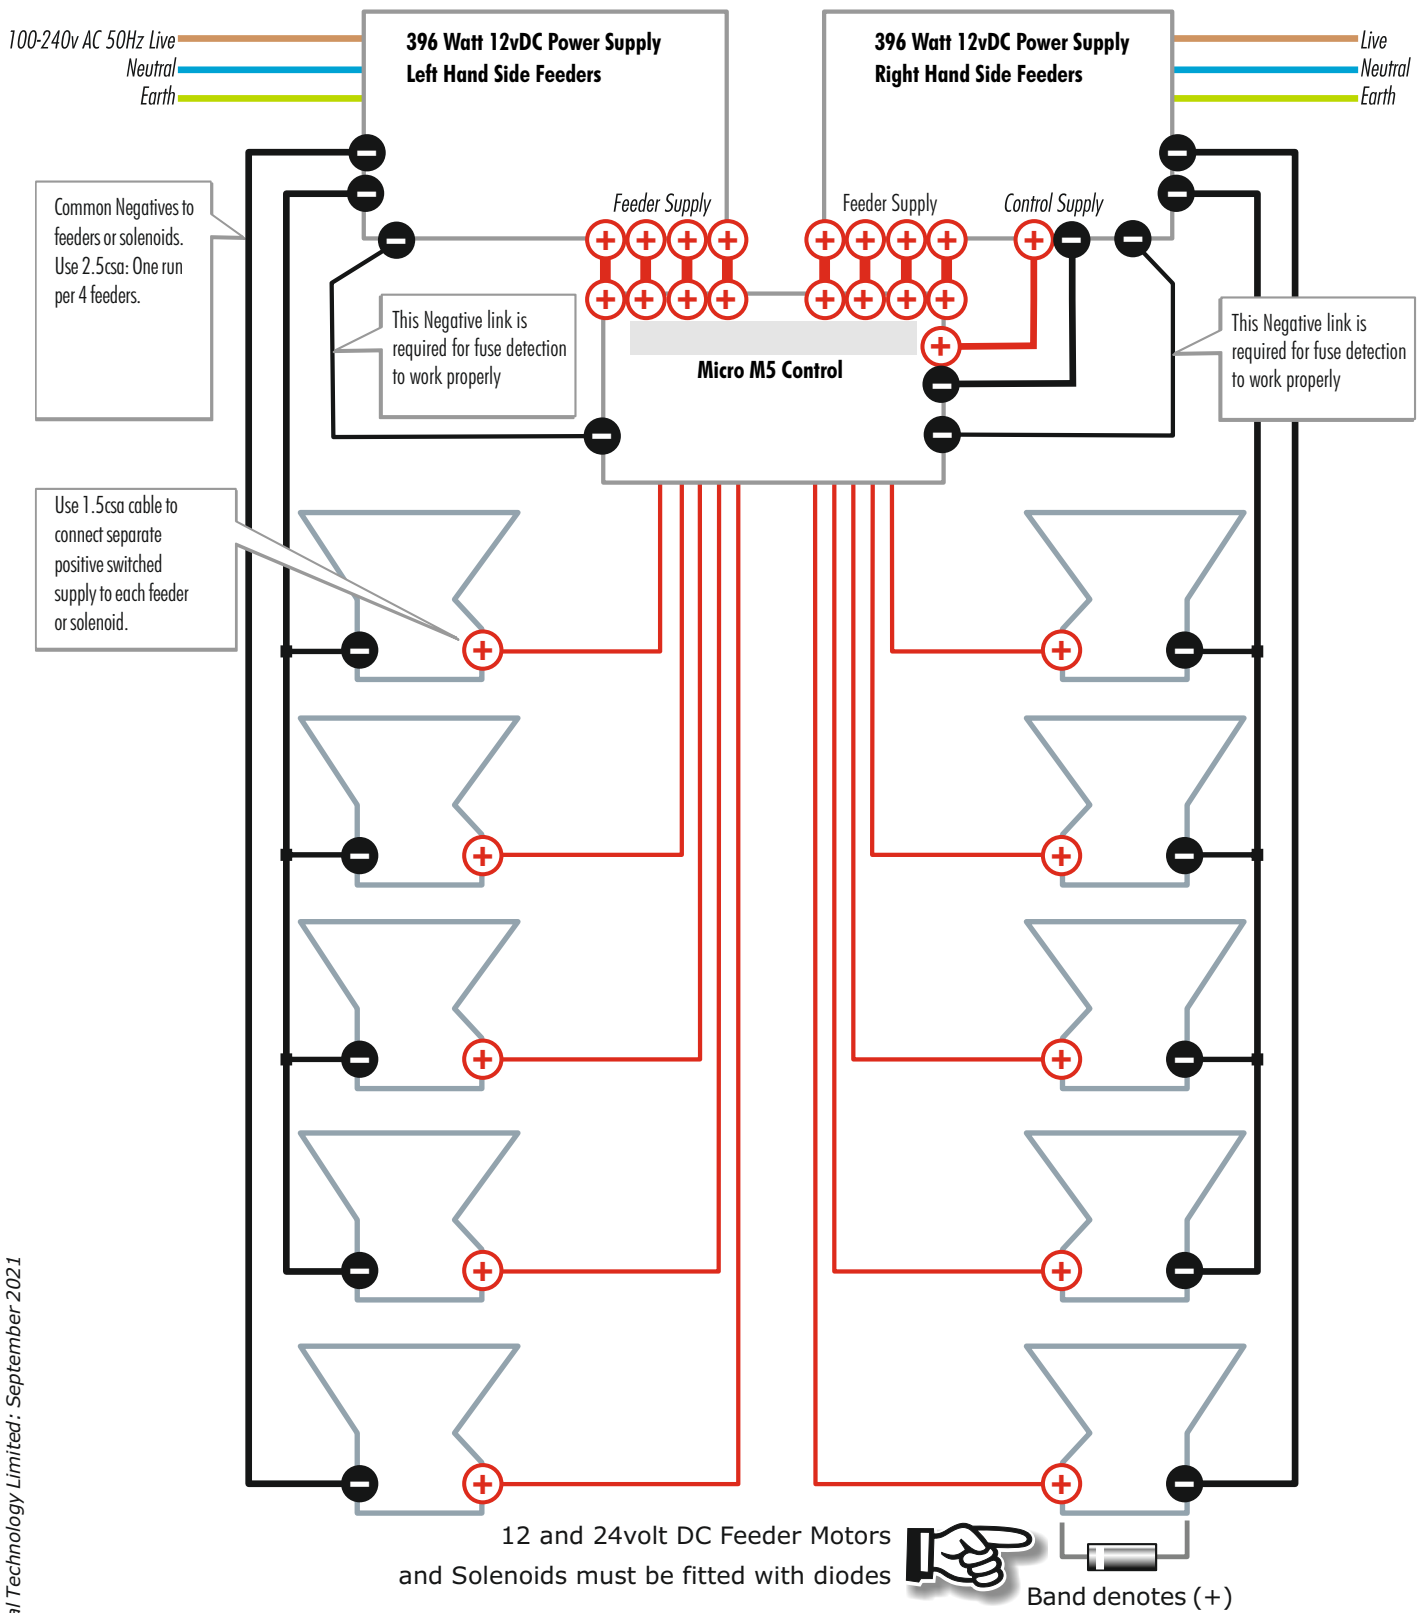 100-240v AC 50Hz Live
Neutral
Earth
396 Watt 12vDC Power Supply
Left Hand Side Feeders
396 Watt 12vDC Power Supply
Right Hand Side Feeders
Live
Neutral
Earth
Common Negatives to
feeders or solenoids.
Use 2.5csa: One run
per 4 feeders.
Feeder Supply
Feeder Supply
Control Supply
This Negative link is
required for fuse detection
to work properly
Micro M5 Control
This Negative link is
required for fuse detection
to work properly
Use 1.5csa cable to
connect separate
positive switched
supply to each feeder
or solenoid.
Technology Limited: September 2021
12 and 24volt DC Feeder Motors
and Solenoids must be fitted with diodes
Band denotes (+)